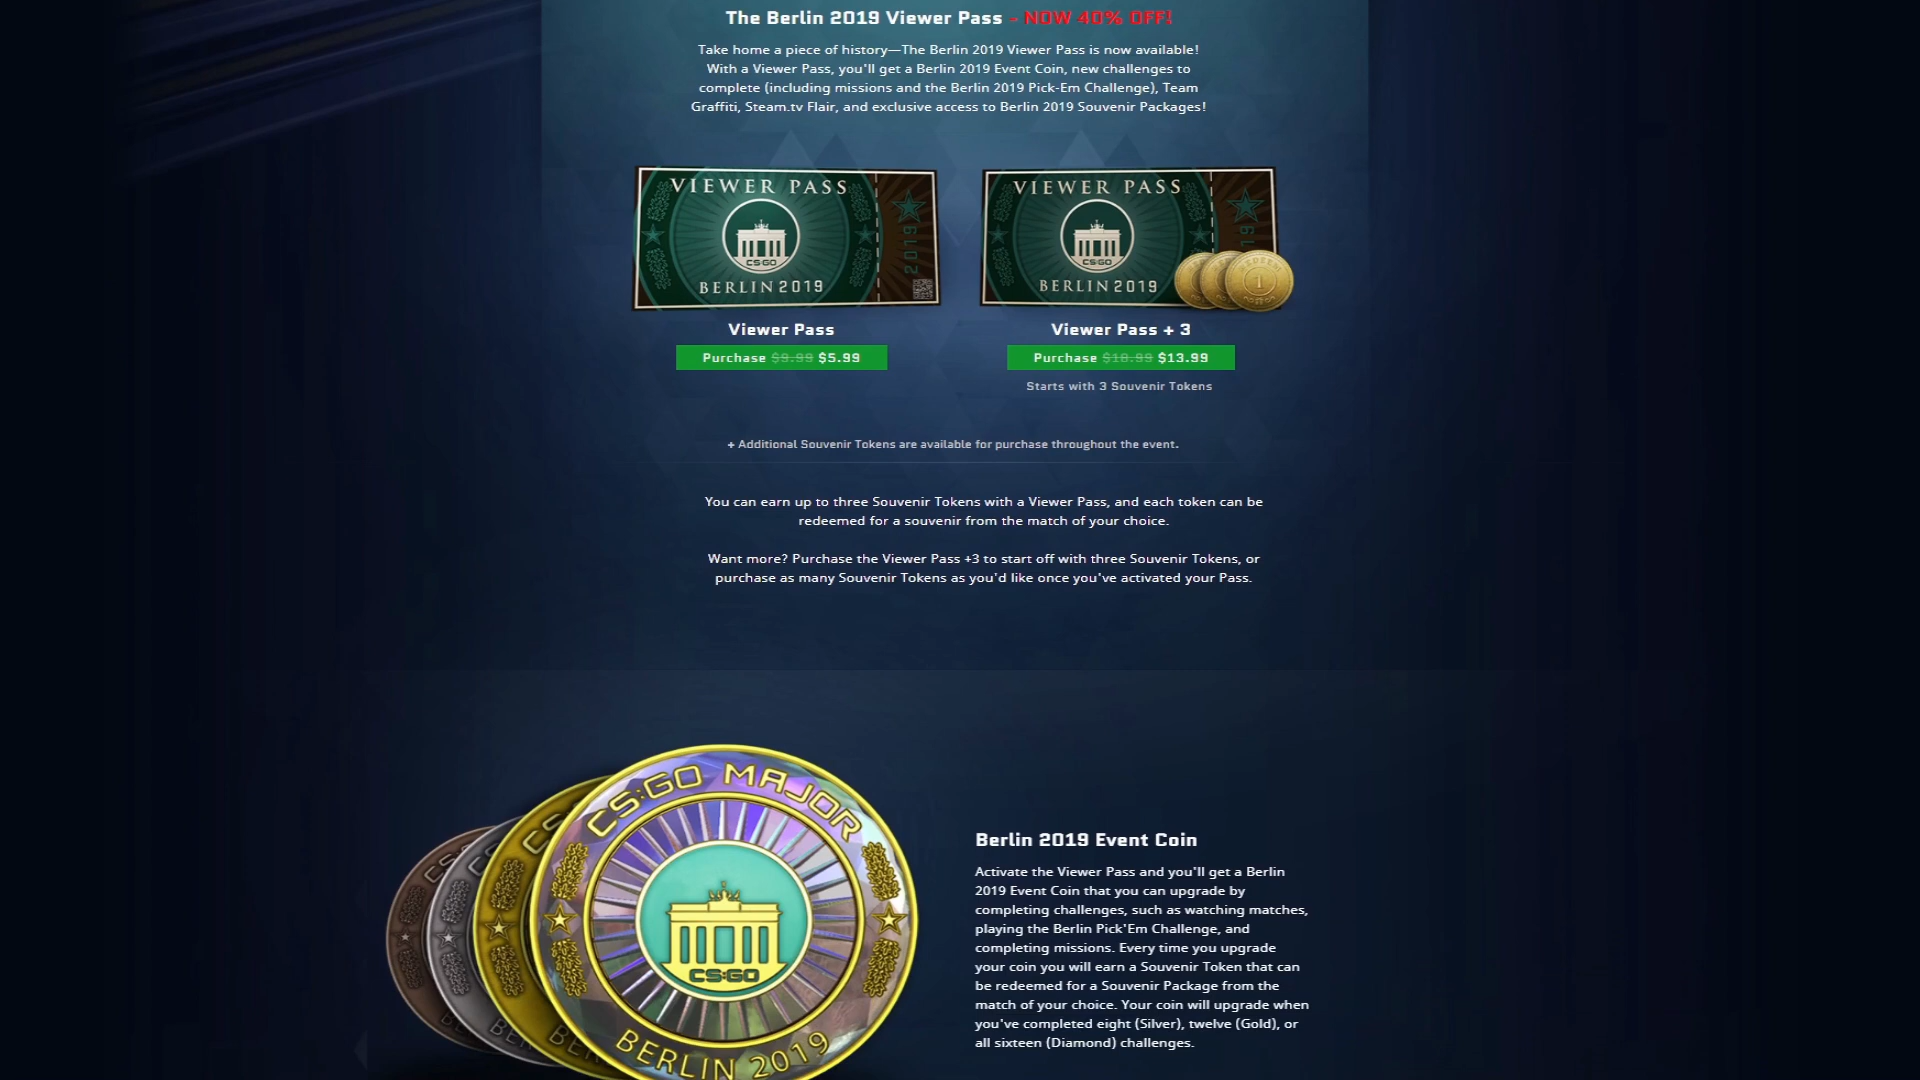 The Berlin 2019 Viewer Pass - NOW 40% OFF!
Take home a piece of history—The Berlin 2019 Viewer Pass is now available!
With a Viewer Pass, you'll get a Berlin 2019 Event Coin, new challenges to
complete (including missions and the Berlin 2019 Pick-Em Challenge), Team
Graffiti, Steam.tv Flair, and exclusive access to Berlin 2019 Souvenir Packages!
VIEWER PASS
CS:GO
BERLIN 2019
2019
VIEWER PASS
CS:GO
BERLIN 2019
19
1
Viewer Pass
Purchase $9.99 $5.99
Viewer Pass + 3
Purchase $18.99 $13.99
Starts with 3 Souvenir Tokens
+ Additional Souvenir Tokens are available for purchase throughout the event.
You can earn up to three Souvenir Tokens with a Viewer Pass, and each token can be
redeemed for a souvenir from the match of your choice.
Want more? Purchase the Viewer Pass +3 to start off with three Souvenir Tokens, or
purchase as many Souvenir Tokens as you'd like once you've activated your Pass.
CS:GO MAJOR
CS:GO
BERLIN 2019
Berlin 2019 Event Coin
Activate the Viewer Pass and you'll get a Berlin
2019 Event Coin that you can upgrade by
completing challenges, such as watching matches,
playing the Berlin Pick'Em Challenge, and
completing missions. Every time you upgrade
your coin you will earn a Souvenir Token that can
be redeemed for a Souvenir Package from the
match of your choice. Your coin will upgrade when
you've completed eight (Silver), twelve (Gold), or
all sixteen (Diamond) challenges.